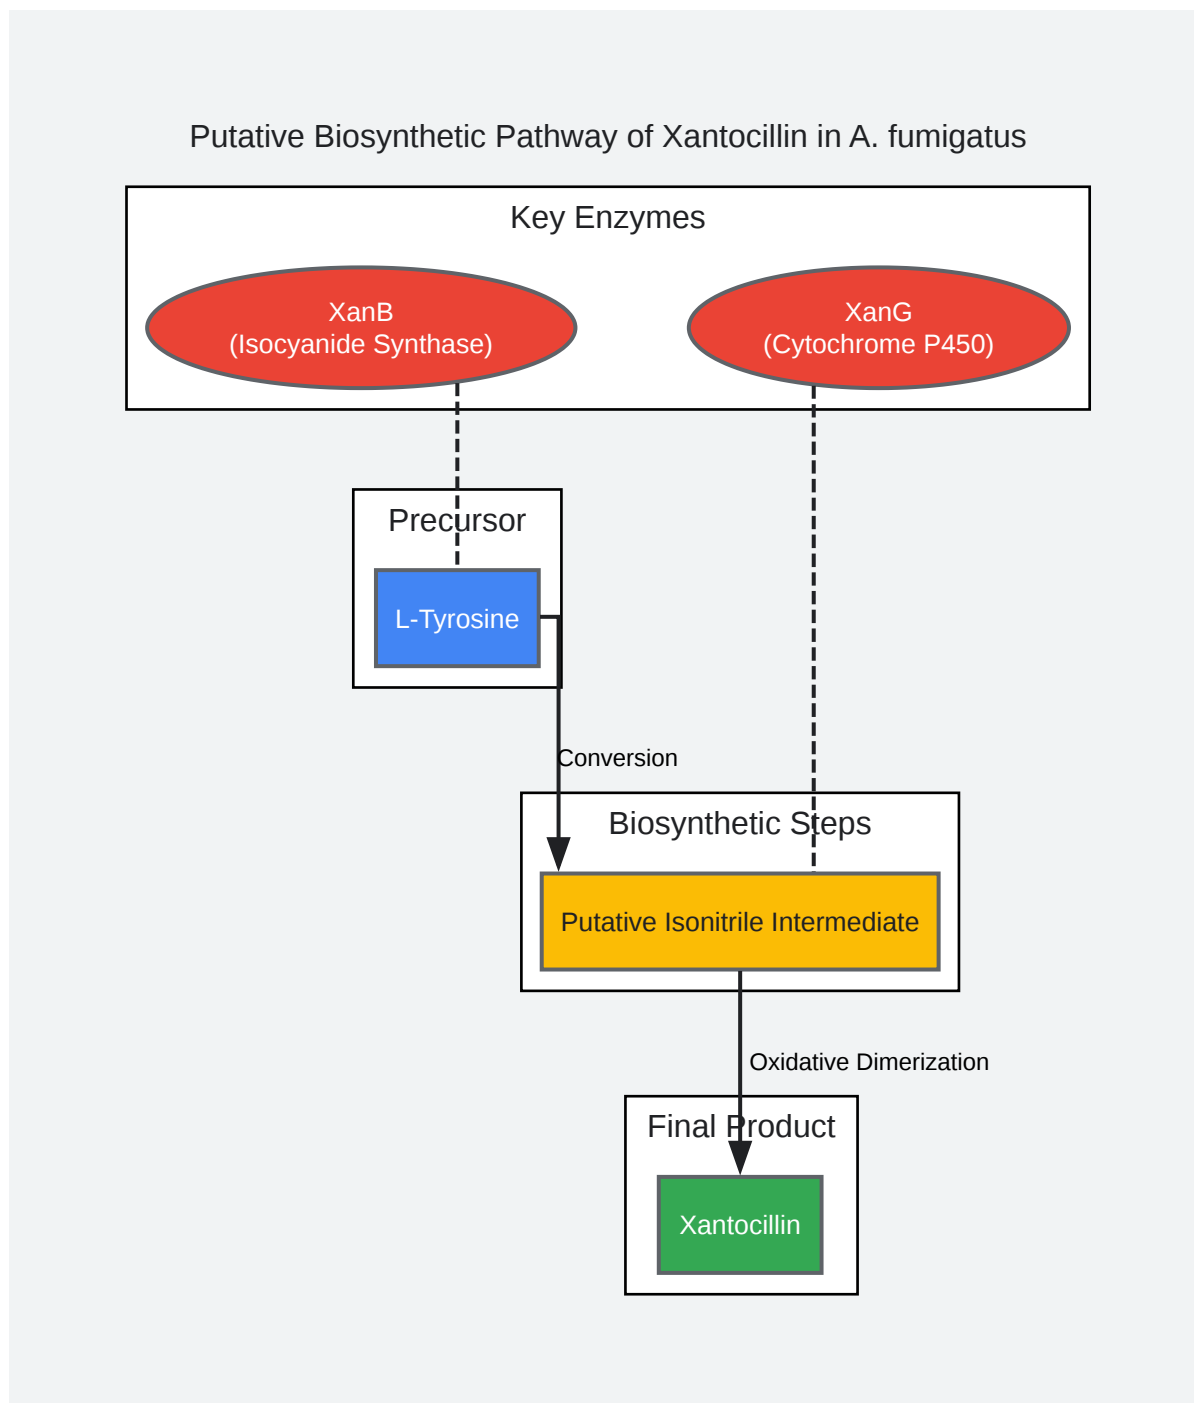 Putative Biosynthetic Pathway of Xantocillin in A. fumigatus
Key Enzymes
XanB
(Isocyanide Synthase)
XanG
(Cytochrome P450)
Precursor
L-Tyrosine
Conversion
Biosynthetic Steps
Putative Isonitrile Intermediate
Oxidative Dimerization
Final Product
Xantocillin